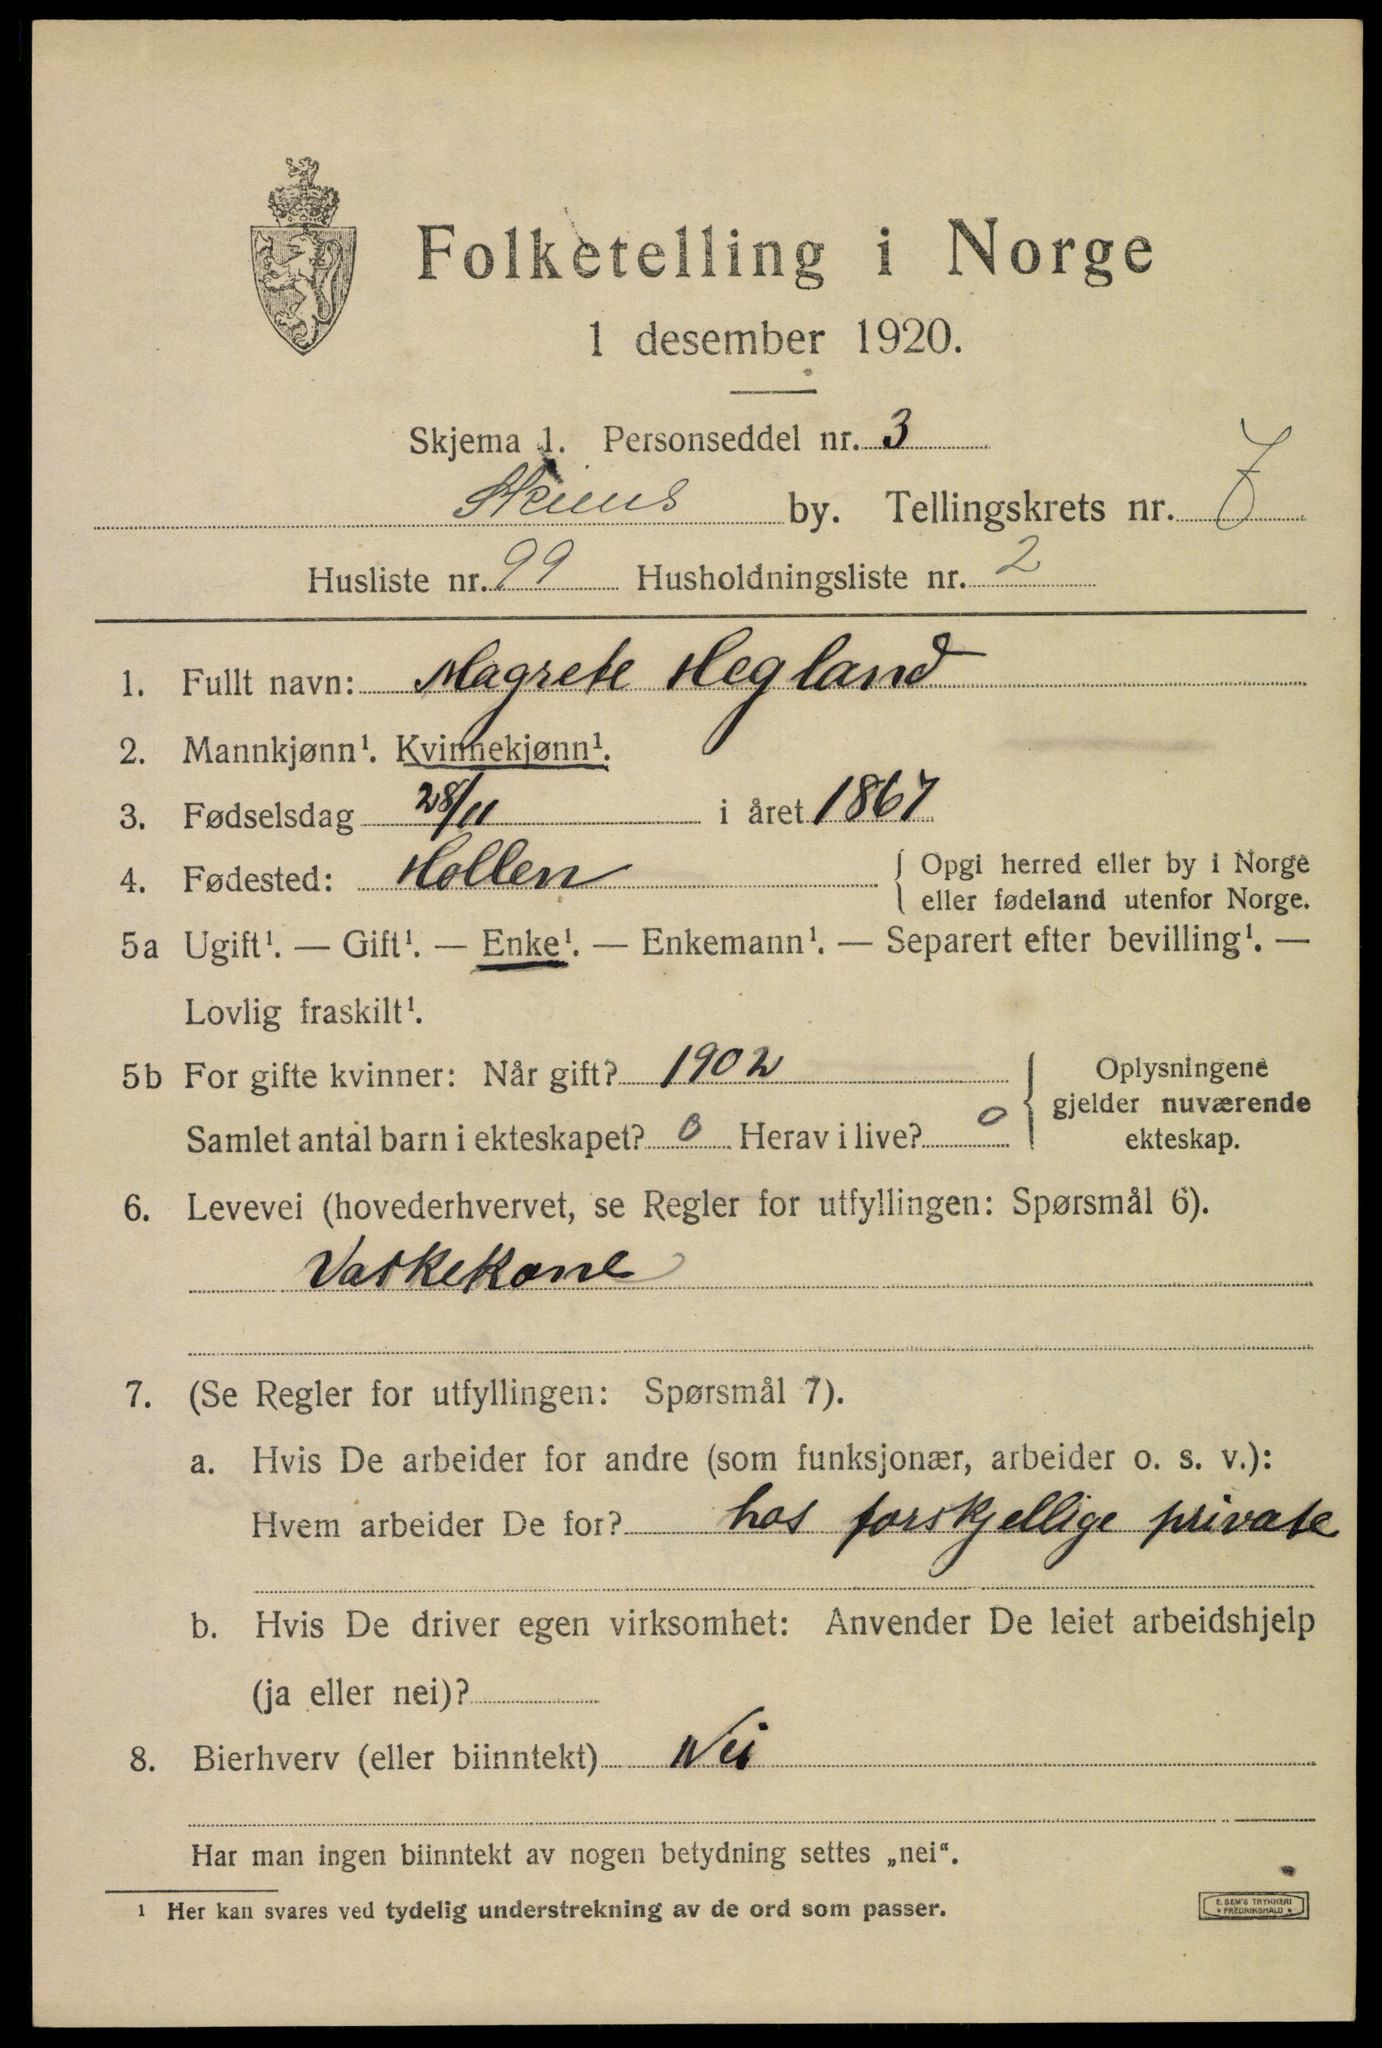 Folketelling i Norge
1 desember 1920.
Skjema 1. Personseddel nr. 3
Skiens by. Tellingskrets nr. 7
Husliste nr. 99 Husholdningsliste nr. 2
1. Fullt navn: Magrete Hegland
2. Mannkjønn¹. Kvinnekjønn¹.
3. Fødselsdag 28/11 i året 1867
4. Fødested: Hollen { Opgi herred eller by i Norge
eller fødeland utenfor Norge.
5a Ugift¹. — Gift¹. — Enke¹. — Enkemann¹. — Separert efter bevilling¹. —
Lovlig fraskilt¹.
5b For gifte kvinner: Når gift? 1902
Samlet antal barn i ekteskapet? 0 Herav i live? 0
Oplysningene
gjelder nuværende
ekteskap.
6. Levevei (hovederhvervet, se Regler for utfyllingen: Spørsmål 6).
Vaskekone
7. (Se Regler for utfyllingen: Spørsmål 7).
a. Hvis De arbeider for andre (som funksjonær, arbeider o. s. v.):
Hvem arbeider De for? hos forskjellige private
b. Hvis De driver egen virksomhet: Anvender De leiet arbeidshjelp
(ja eller nei)?
8. Bierhverv (eller biinntekt) Nei
Har man ingen biinntekt av nogen betydning settes „nei“.
¹ Her kan svares ved tydelig understrekning av de ord som passer.
E. SEM'S TRYKKERI
* FREDRIKSHALD *